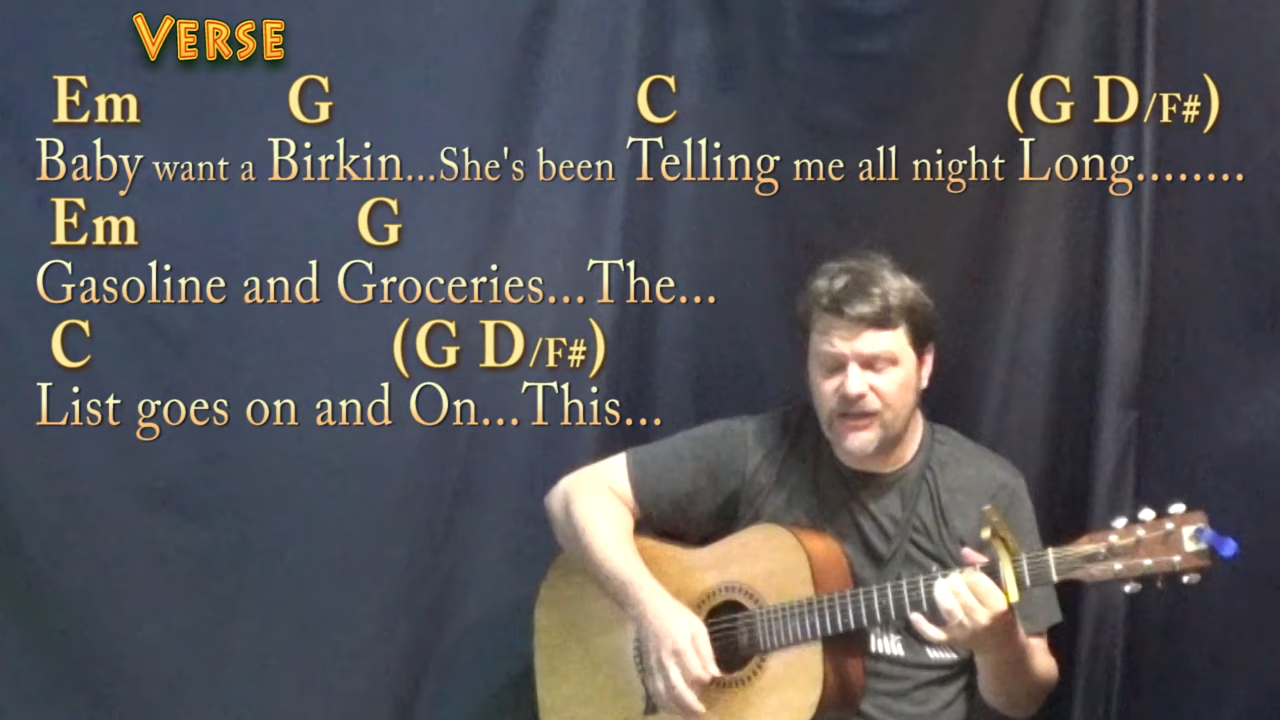 VERSE
Em G C (G D/F#)
Baby want a Birkin...She's been Telling me all night Long........
Em G
Gasoline and Groceries...The...
C (G D/F#)
List goes on and On...This...